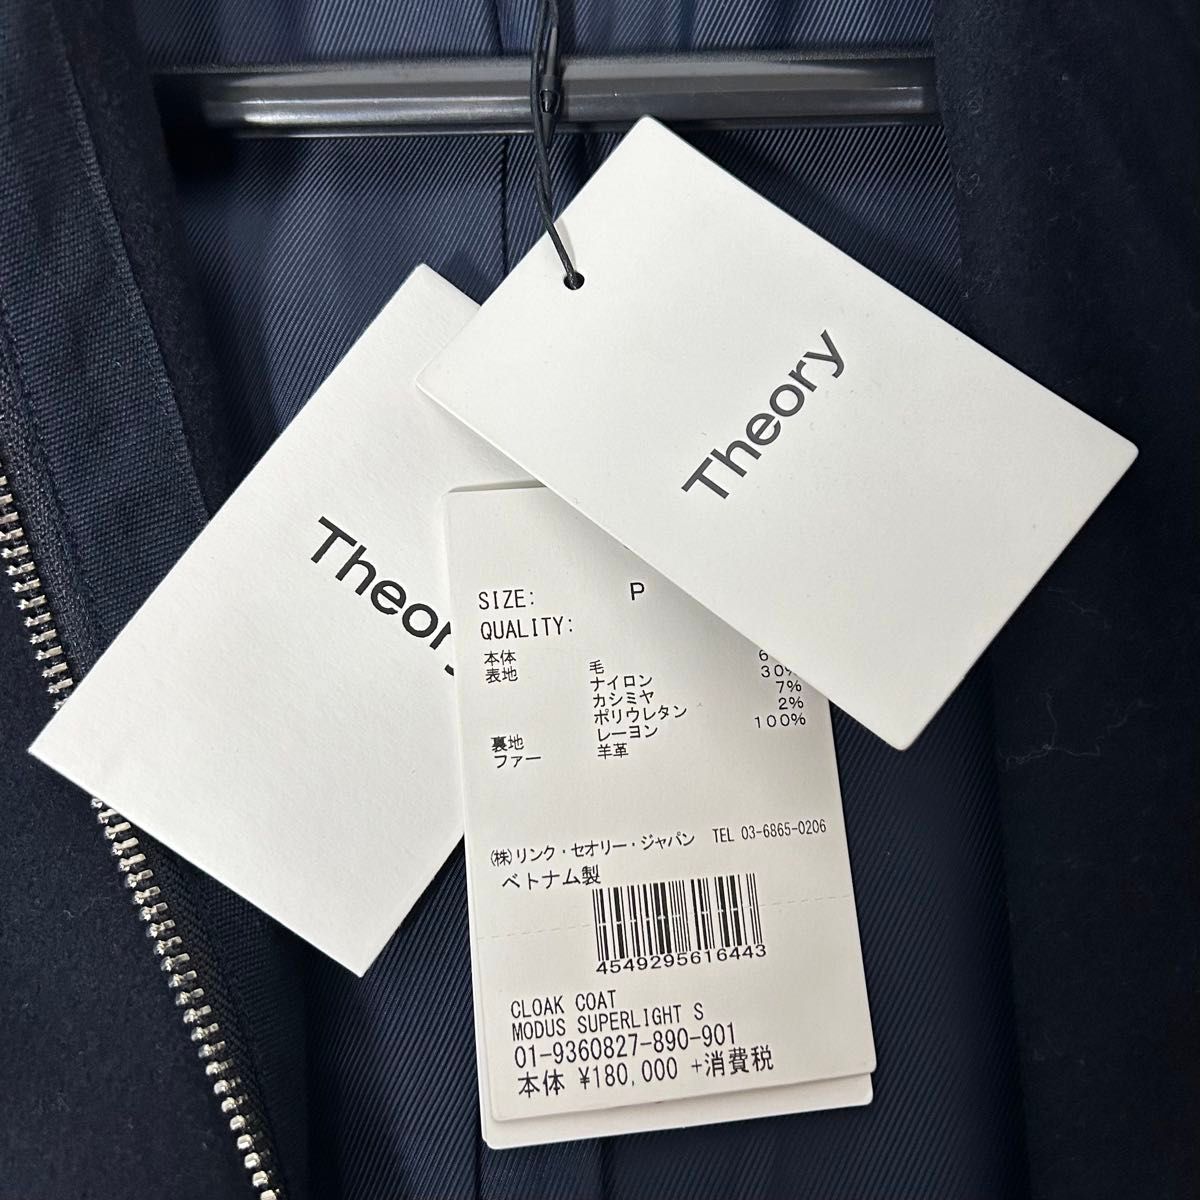 Theory
Theory
SIZE: P
QUALITY:
本体
表地 毛
ナイロン 30%
カシミヤ 7%
ポリウレタン 2%
裏地 レーヨン 100%
ファー 羊革
(株)リンク・セオリー・ジャパン TEL 03-6865-0206
ベトナム製
4549295616443
CLOAK COAT
MODUS SUPERLIGHT S
01-9360827-890-901
本体 ¥180,000 +消費税